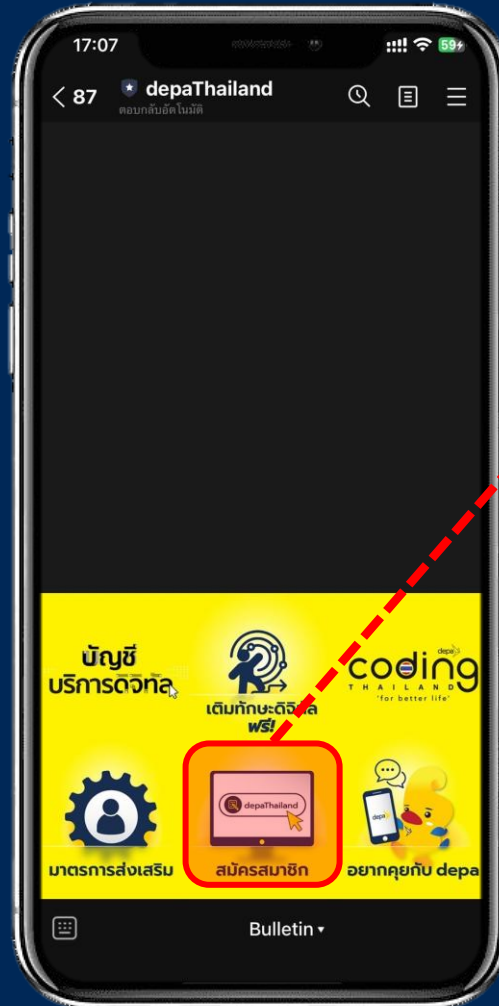 17:07
59
87
depaThailand
ตอบกลับอัตโนมัติ
บัญชี
บริการดิจิทัล
เติมทักษะดิจิทัล
ฟรี!
depa
coding
THAILAND
'for better life'
depaThailand
depa
มาตรการส่งเสริม
สมัครสมาชิก
อยากคุยกับ depa
Bulletin